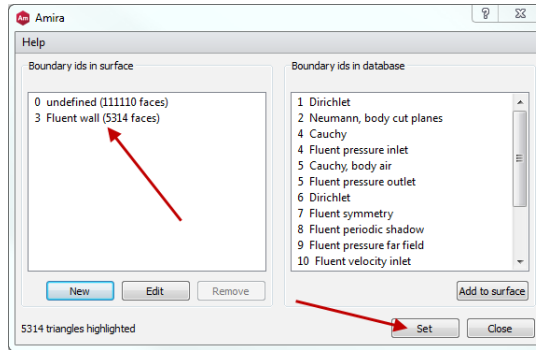 Am Amira
?
Help
Boundary ids in surface
0 undefined (111110 faces)
3 Fluent wall (5314 faces)
New
Edit
Remove
5314 triangles highlighted
Boundary ids in database
1 Dirichlet
2 Neumann, body cut planes
4 Cauchy
4 Fluent pressure inlet
5 Cauchy, body air
5 Fluent pressure outlet
6 Dirichlet
7 Fluent symmetry
8 Fluent periodic shadow
9 Fluent pressure far field
10 Fluent velocity inlet
Add to surface
Set
Close